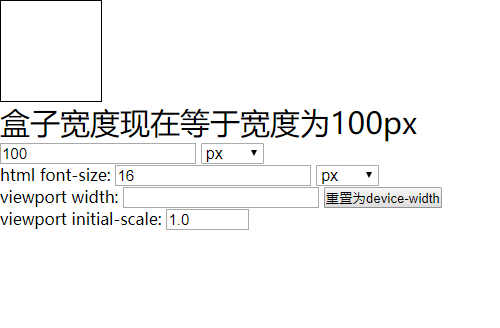 盒子宽度现在等于宽度为100px
100 px
html font-size: 16 px
viewport width: 重置为device-width
viewport initial-scale: 1.0